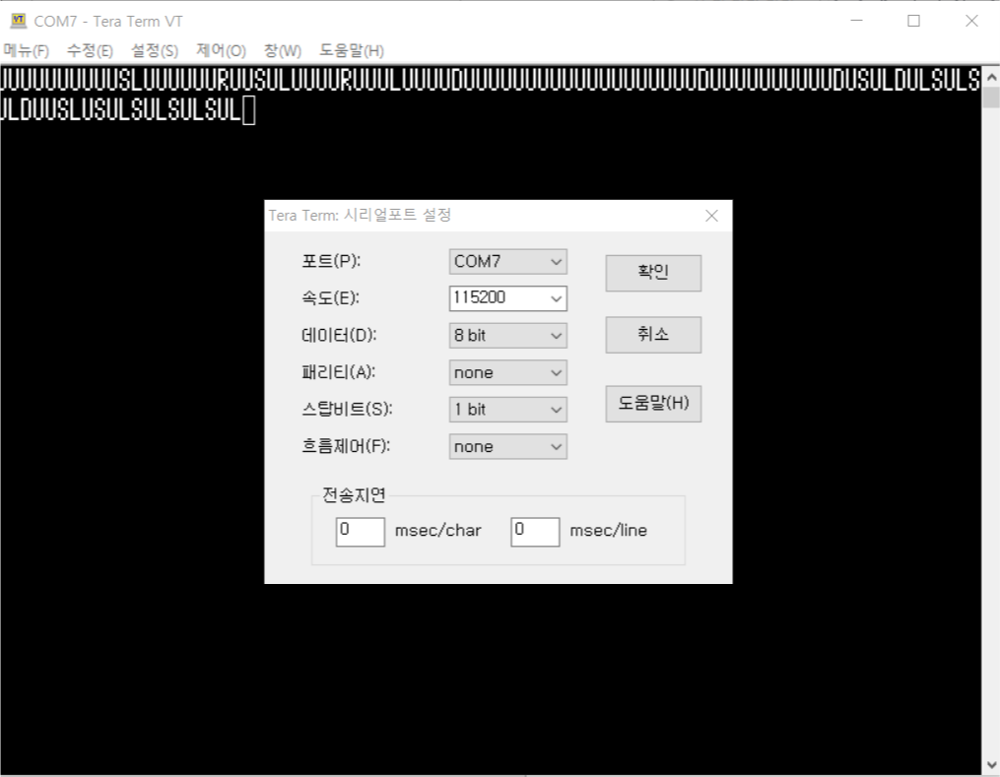 COM7 - Tera Term VT
메뉴(F) 수정(E) 설정(S) 제어(O) 창(W) 도움말(H)
UUUUUUUUUUSLUUUUUURUUSULUUUURUUULUUUUDUUUUUUUUUUUUUUUUUUUDUUUUUUUUUUDUSULDULSULS
ULDUUSLUSULSULSULSUL
Tera Term: 시리얼포트 설정
포트(P): COM7 확인
속도(E): 115200
데이터(D): 8 bit 취소
패리티(A): none
스탑비트(S): 1 bit 도움말(H)
흐름제어(F): none
전송지연
0 msec/char 0 msec/line